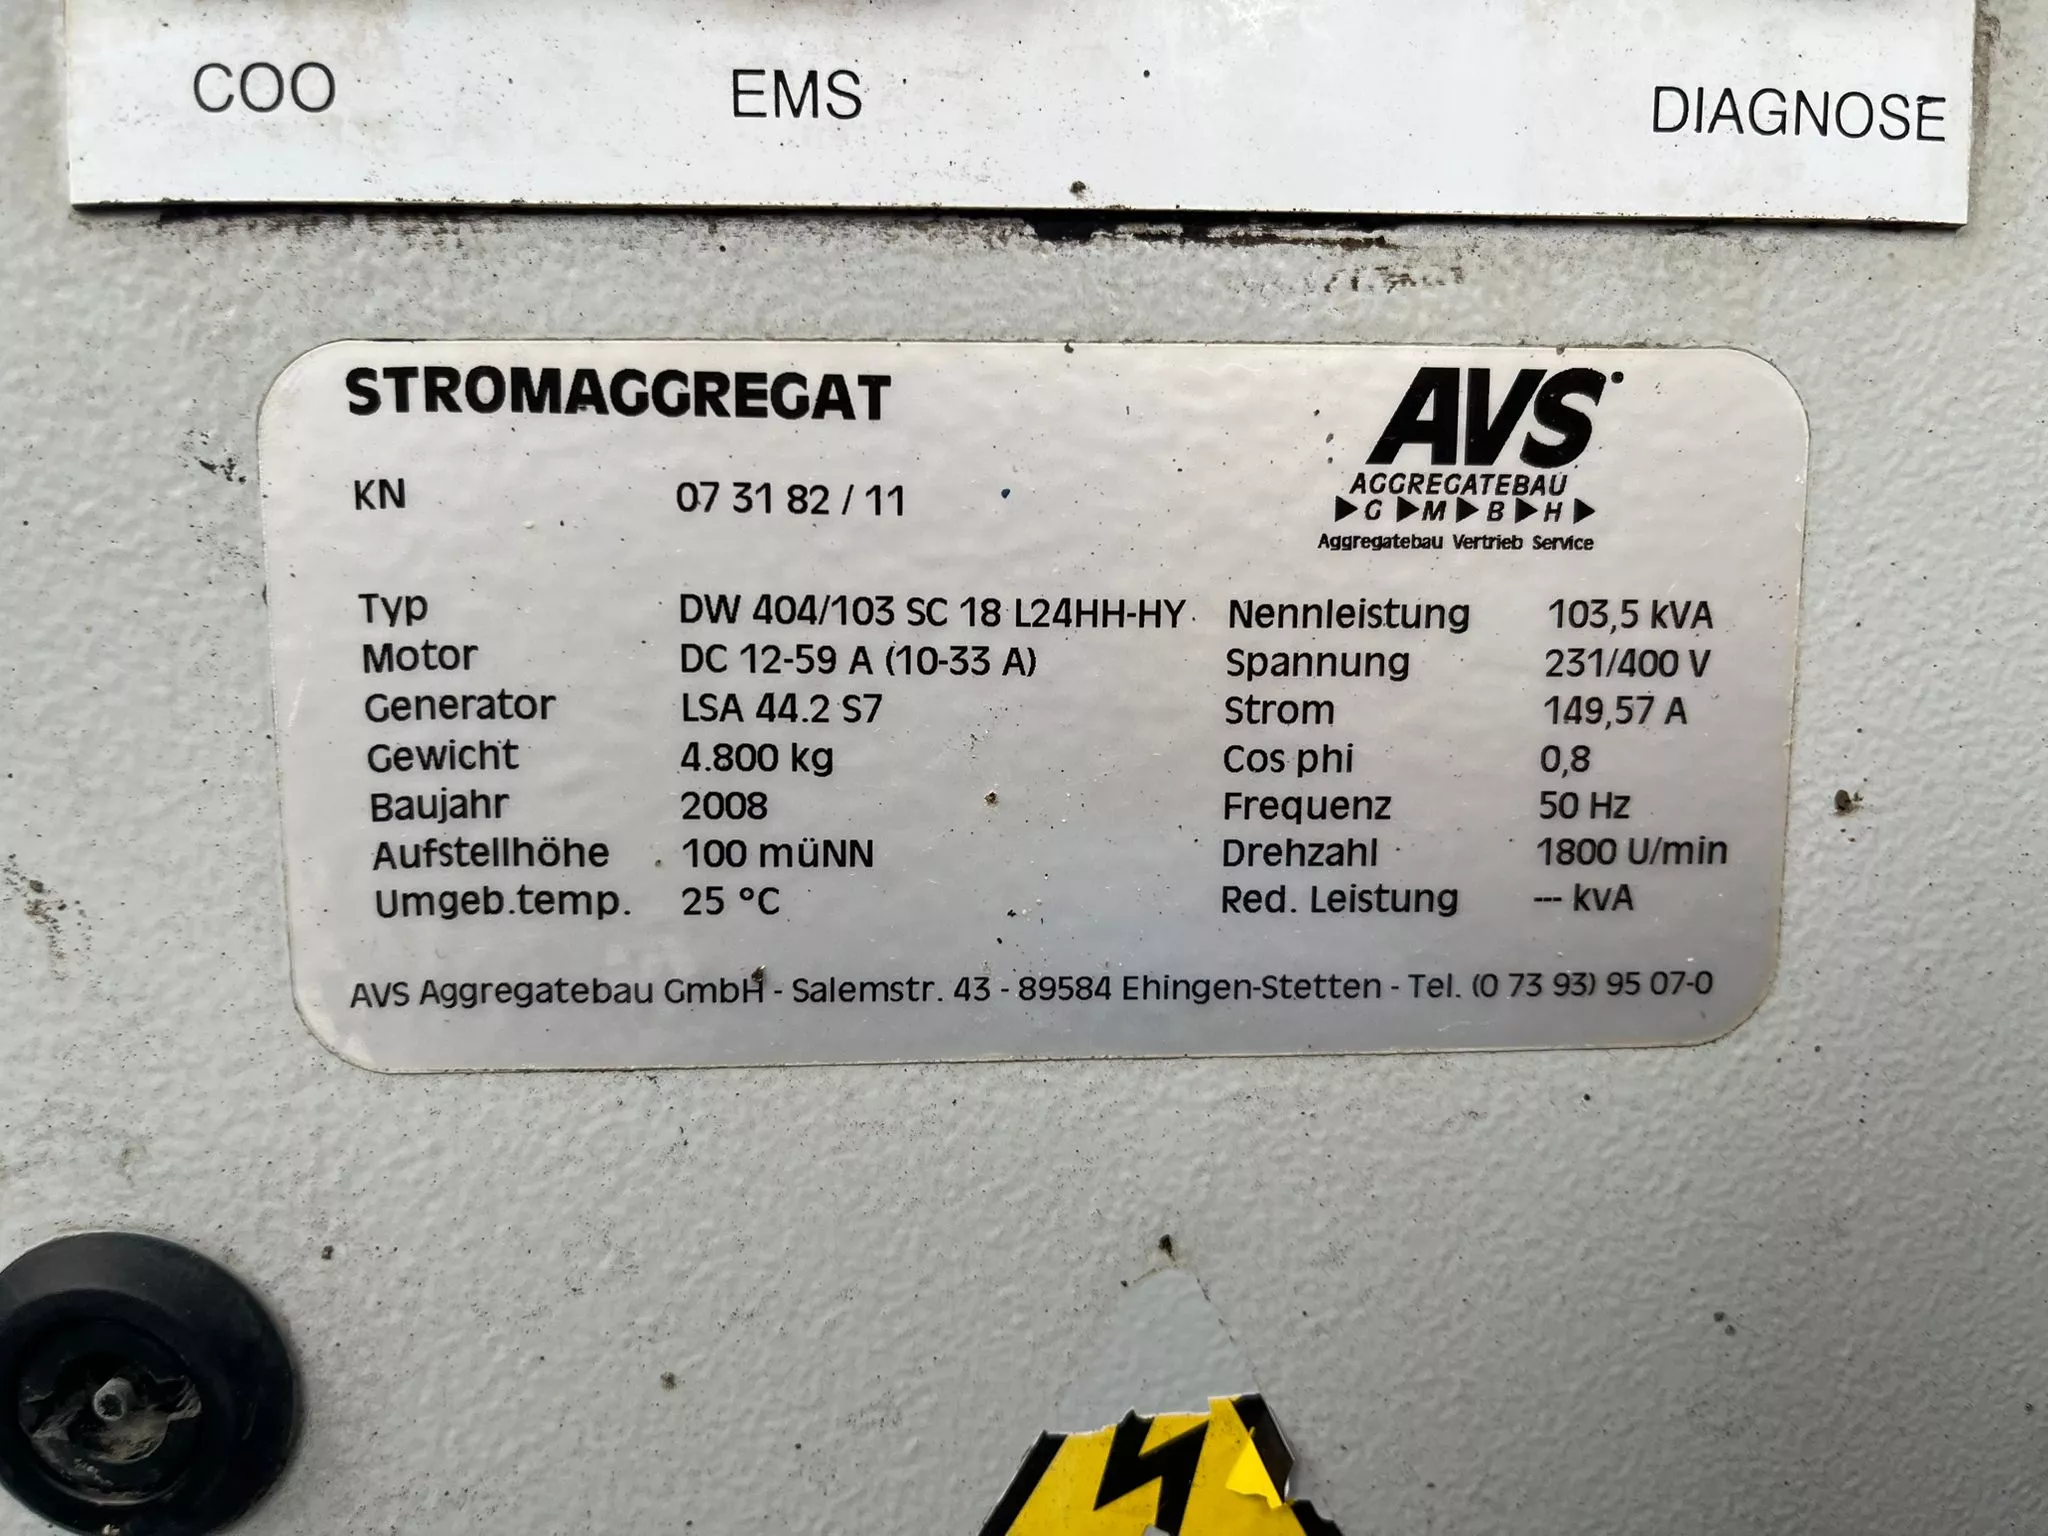 COO EMS DIAGNOSE
STROMAGGREGAT
AVS
AGGREGATEBAU
G M B H
Aggregatebau Vertrieb Service
KN 07 31 82 / 11
Typ DW 404/103 SC 18 L24HH-HY Nennleistung 103,5 kVA
Motor DC 12-59 A (10-33 A) Spannung 231/400 V
Generator LSA 44.2 S7 Strom 149,57 A
Gewicht 4.800 kg Cos phi 0,8
Baujahr 2008 Frequenz 50 Hz
Aufstellhöhe 100 müNN Drehzahl 1800 U/min
Umgeb.temp. 25 °C Red. Leistung --- kVA
AVS Aggregatebau GmbH - Salemstr. 43 - 89584 Ehingen-Stetten - Tel. (0 73 93) 95 07-0